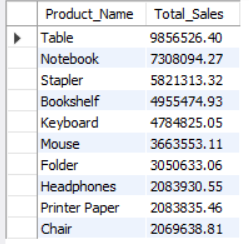 Product_Name Total_Sales
Table 9856526.40
Notebook 7308094.27
Stapler 5821313.32
Bookshelf 4955474.93
Keyboard 4784825.05
Mouse 3663553.11
Folder 3050633.06
Headphones 2083930.55
Printer Paper 2083835.46
Chair 2069638.81